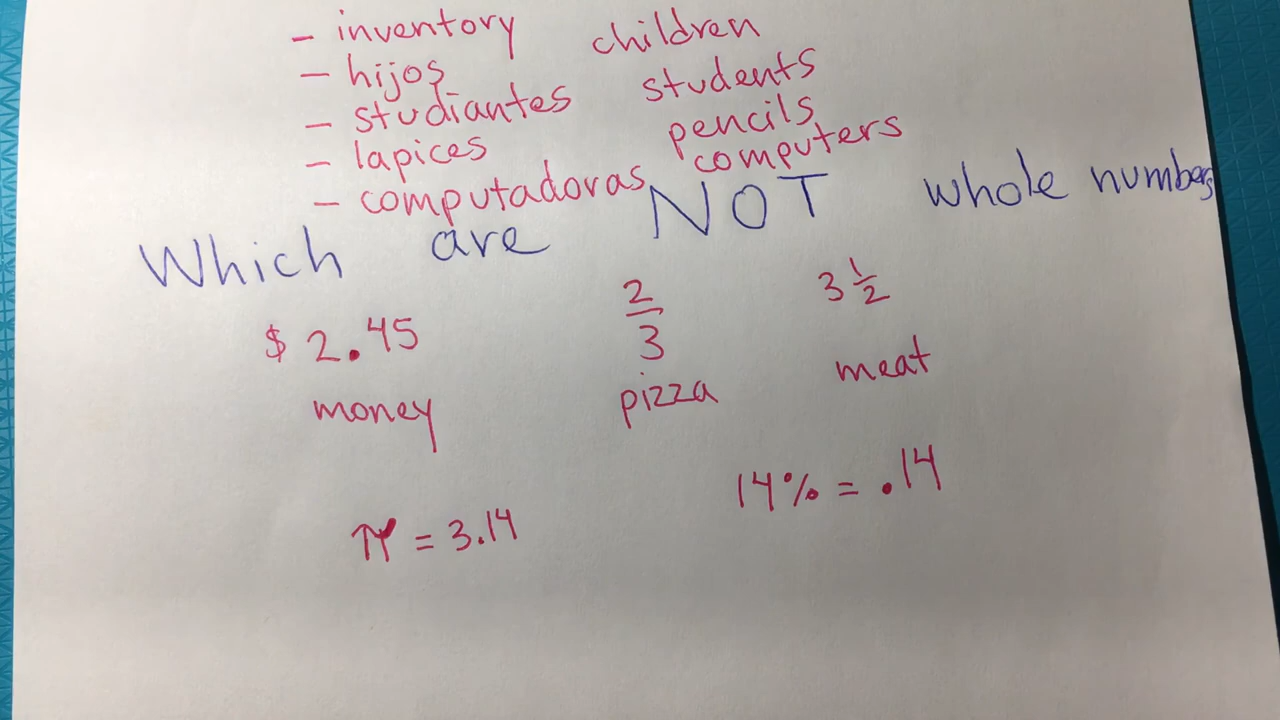 - inventory children
- hijos students
- studiantes pencils
- lapices computers
- computadoras
Which are NOT whole numbers
$ 2.45 2/3 3 1/2
money pizza meat
π = 3.14 14% = .14